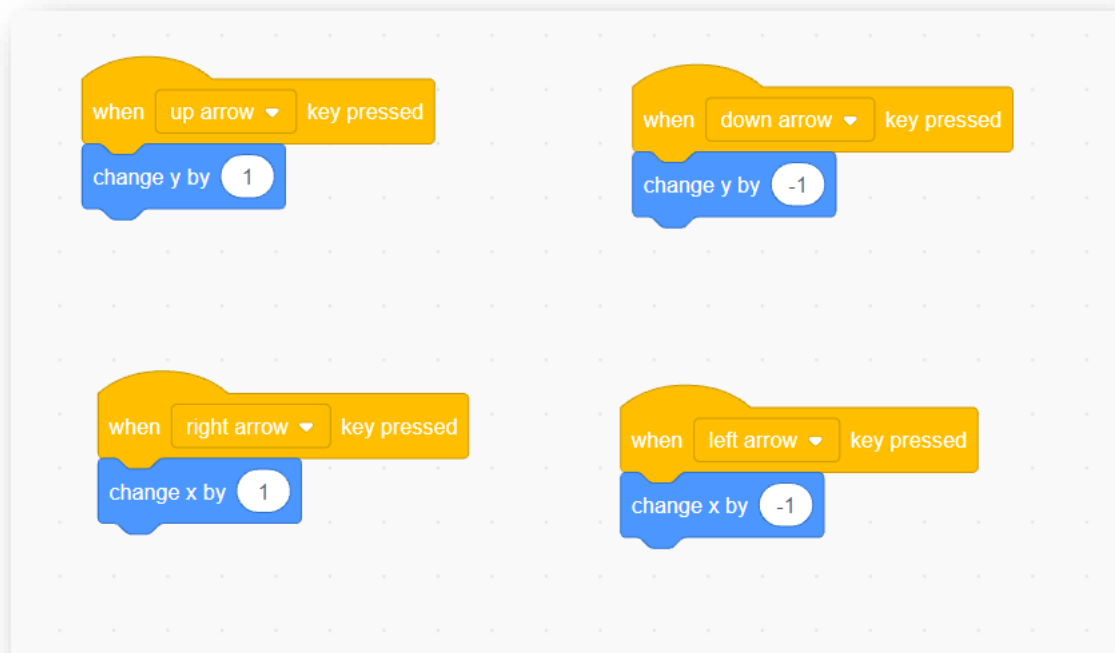 when up arrow key pressed
change y by 1
when down arrow key pressed
change y by -1
when right arrow key pressed
change x by 1
when left arrow key pressed
change x by -1